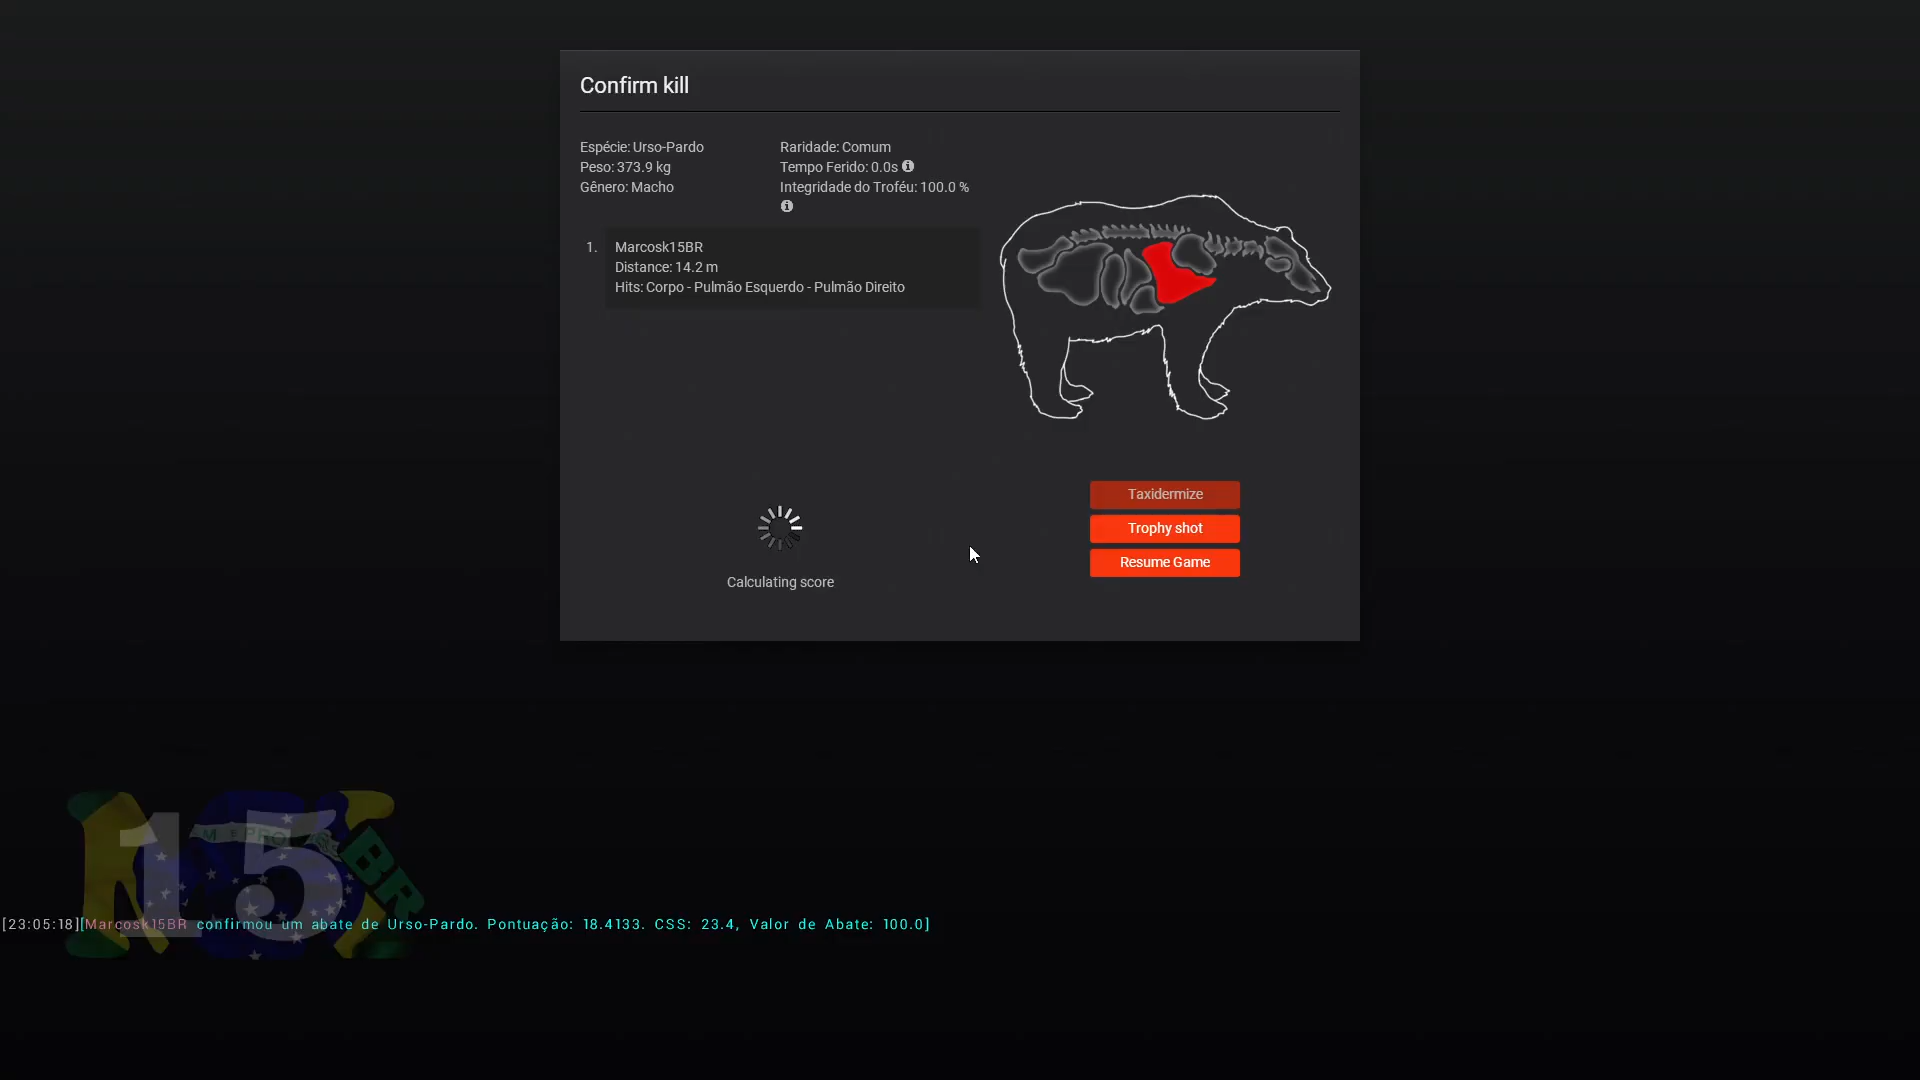 Confirm kill
Espécie: Urso-Pardo
Peso: 373.9 kg
Gênero: Macho
Raridade: Comum
Tempo Ferido: 0.0s
Integridade do Troféu: 100.0 %
1.
Marcosk15BR
Distance: 14.2 m
Hits: Corpo - Pulmão Esquerdo - Pulmão Direito
Taxidermize
Trophy shot
Resume Game
Calculating score
15
M E PRO
BR
[23:05:18][Marcosk15BR confirmou um abate de Urso-Pardo. Pontuação: 18.4133. CSS: 23.4, Valor de Abate: 100.0]